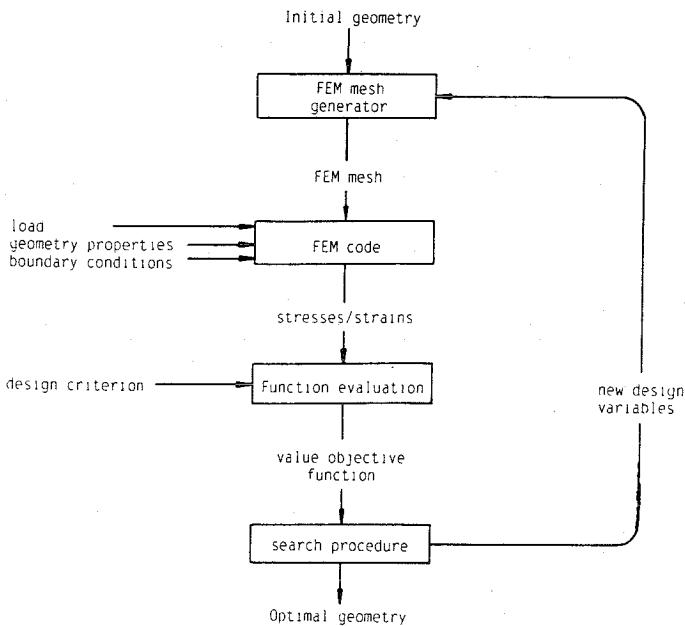 Initial geometry
FEM mesh
generator
FEM mesh
load
geometry properties
boundary conditions
FEM code
stresses/strains
design criterion
Function evaluation
new design
variables
value objective
function
search procedure
Optimal geometry